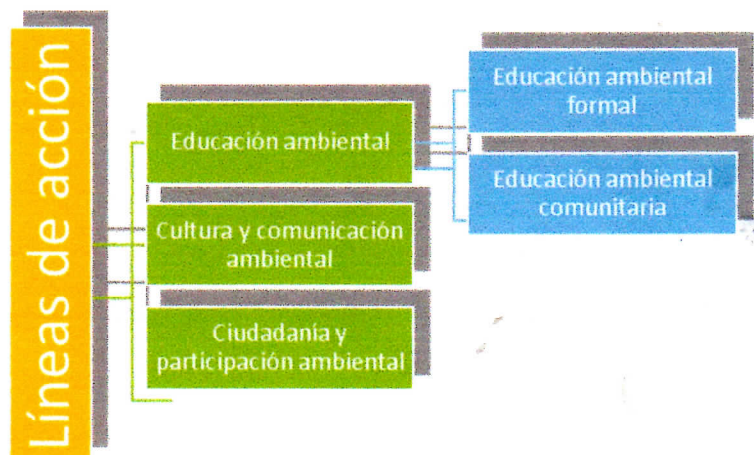 Líneas de acción
Educación ambiental
Cultura y comunicación
ambiental
Ciudadanía y
participación ambiental
Educación ambiental
formal
Educación ambiental
comunitaria